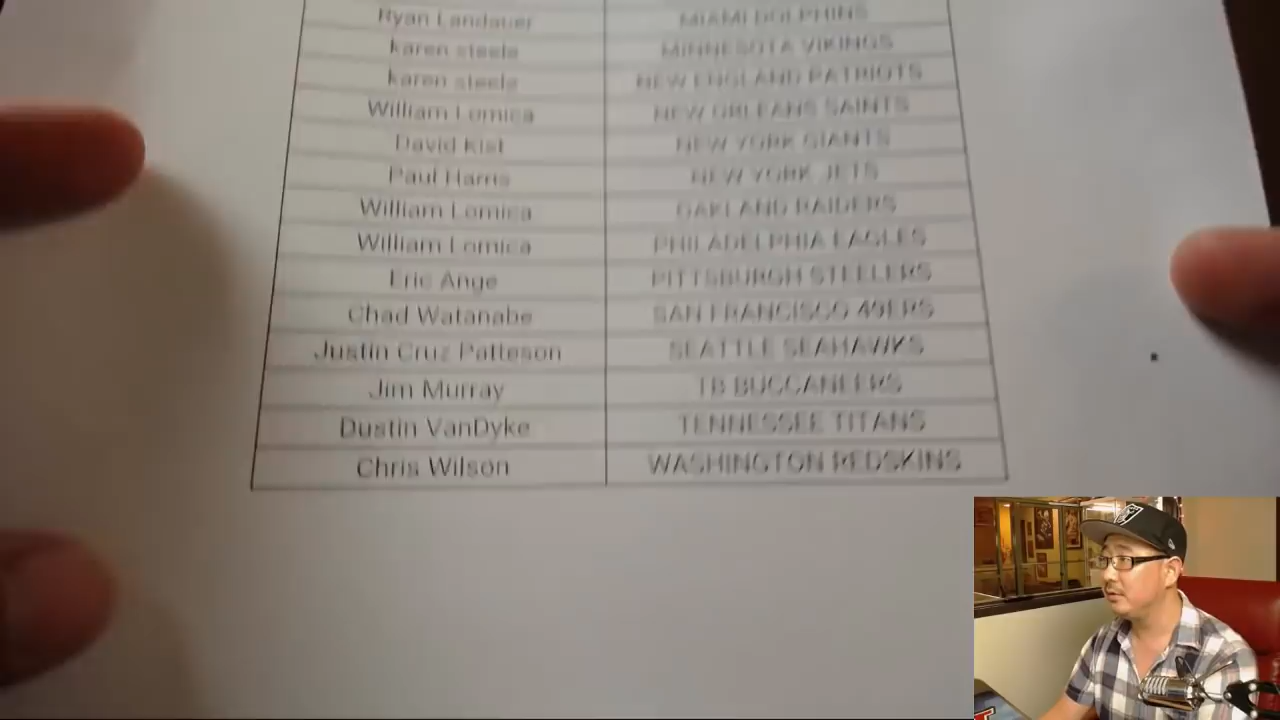 Ryan Landauer MIAMI DOLPHINS
karen steele MINNESOTA VIKINGS
karen steele NEW ENGLAND PATRIOTS
William Lomica NEW ORLEANS SAINTS
David Kist NEW YORK GIANTS
Paul Harris NEW YORK JETS
William Lomica OAKLAND RAIDERS
William Lomica PHILADELPHIA EAGLES
Eric Ange PITTSBURGH STEELERS
Chad Watanabe SAN FRANCISCO 49ERS
Justin Cruz Patteson SEATTLE SEAHAWKS
Jim Murray TB BUCCANEERS
Dustin VanDyke TENNESSEE TITANS
Chris Wilson WASHINGTON REDSKINS